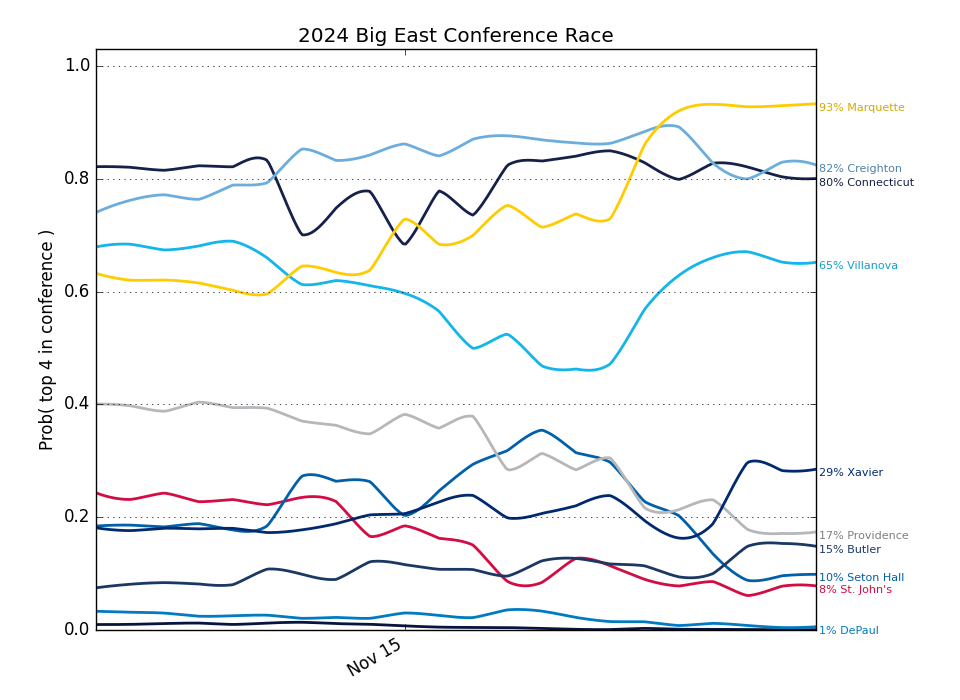 2024 Big East Conference Race
Prob( top 4 in conference )
1.0
0.8
0.6
0.4
0.2
0.0
Nov 15
93% Marquette
82% Creighton
80% Connecticut
65% Villanova
29% Xavier
17% Providence
15% Butler
10% Seton Hall
8% St. John's
1% DePaul